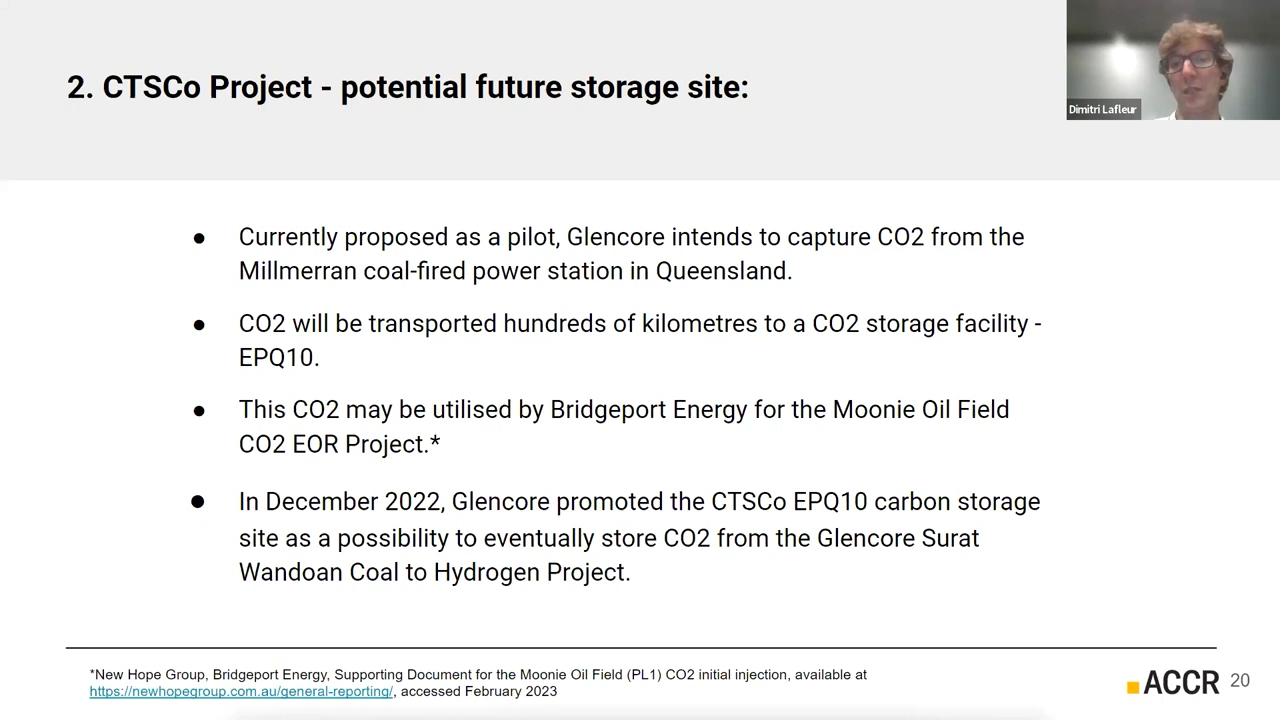 2. CTSCo Project - potential future storage site:
Dimitri Lafleur
● Currently proposed as a pilot, Glencore intends to capture CO2 from the
Millmerran coal-fired power station in Queensland.
● CO2 will be transported hundreds of kilometres to a CO2 storage facility -
EPQ10.
● This CO2 may be utilised by Bridgeport Energy for the Moonie Oil Field
CO2 EOR Project.*
● In December 2022, Glencore promoted the CTSCo EPQ10 carbon storage
site as a possibility to eventually store CO2 from the Glencore Surat
Wandoan Coal to Hydrogen Project.
*New Hope Group, Bridgeport Energy, Supporting Document for the Moonie Oil Field (PL1) CO2 initial injection, available at
https://newhopegroup.com.au/general-reporting/, accessed February 2023
ACCR 20